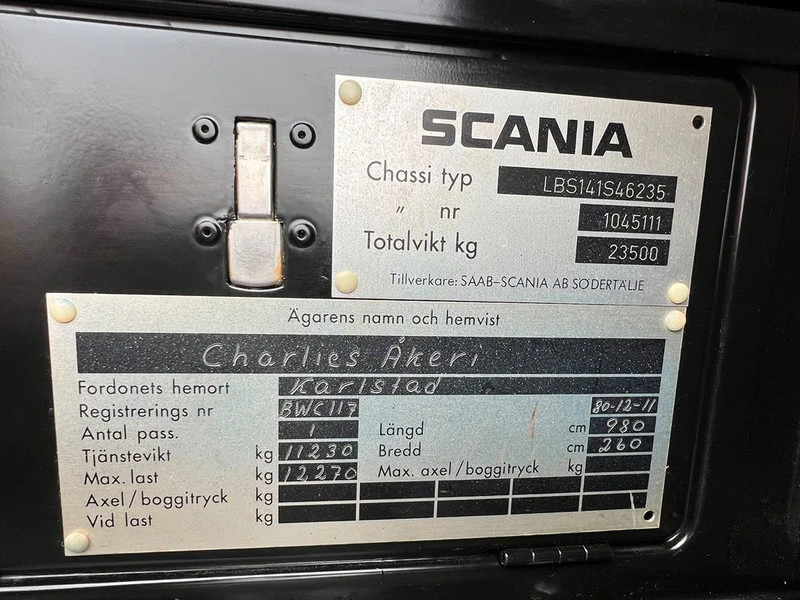 SCANIA
Chassi typ LBS141S46235
〃 nr 1045111
Totalvikt kg 23500
Tillverkare: SAAB-SCANIA AB SÖDERTÄLJE
Ägarens namn och hemvist
Charlies Åkeri
Fordonets hemort Karlstad
Registrerings nr BWC117 80-12-11
Antal pass. 1 Längd cm 980
Tjänstevikt kg 11230 Bredd cm 260
Max. last kg 12270 Max. axel/boggitryck kg
Axel/boggitryck kg
Vid last kg